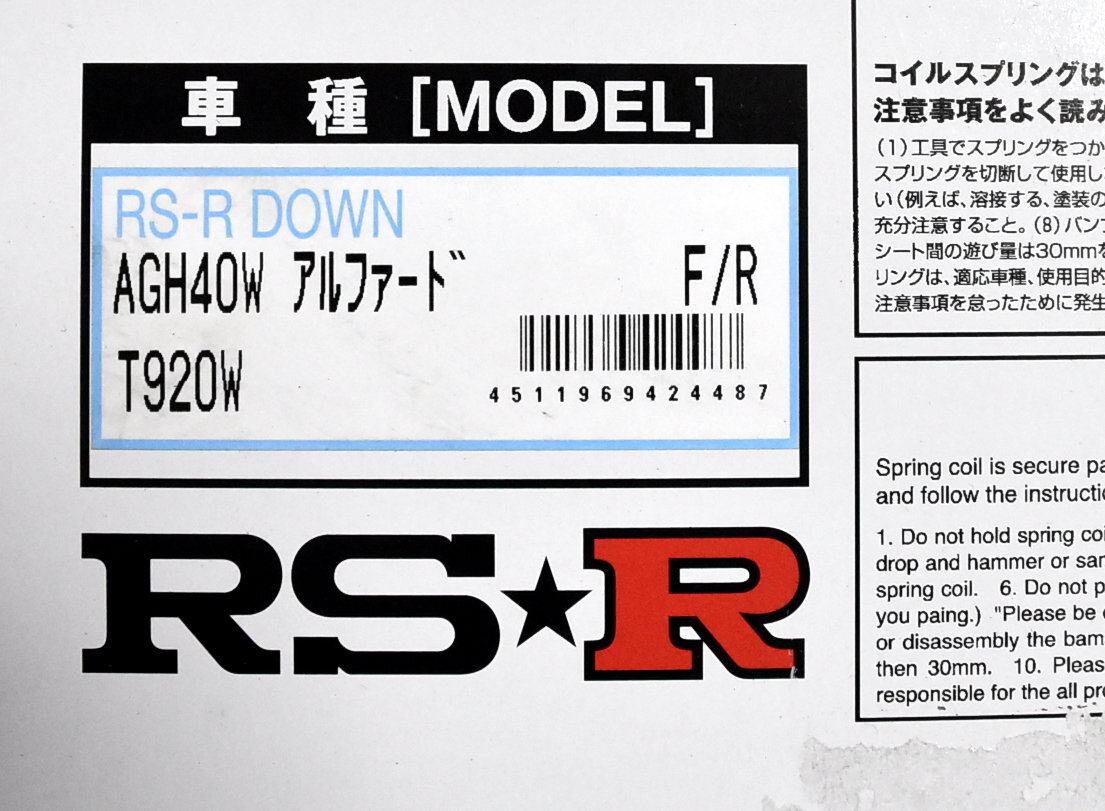 車種 [MODEL]
RS-R DOWN
AGH40W アルファード
F/R
T920W
4511969424487
RS★R
コイルスプリングは
注意事項をよく読み
(1)工具でスプリングをつか
スプリングを切断して使用し
い(例えば、溶接する、塗装の
充分注意すること。(8)バンプ
シート間の遊び量は30mmを
リングは、適応車種、使用目的
注意事項を怠ったために発生
Spring coil is secure pa
and follow the instructi
1. Do not hold spring coi
drop and hammer or sa
spring coil. 6. Do not p
you paing.) "Please be
or disassembly the bam
then 30mm. 10. Pleas
responsible for the all pr